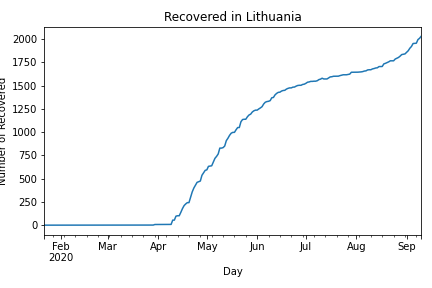 Recovered in Lithuania
Number of Recovered
2000
1750
1500
1250
1000
750
500
250
0
Feb Mar Apr May Jun Jul Aug Sep
2020
Day